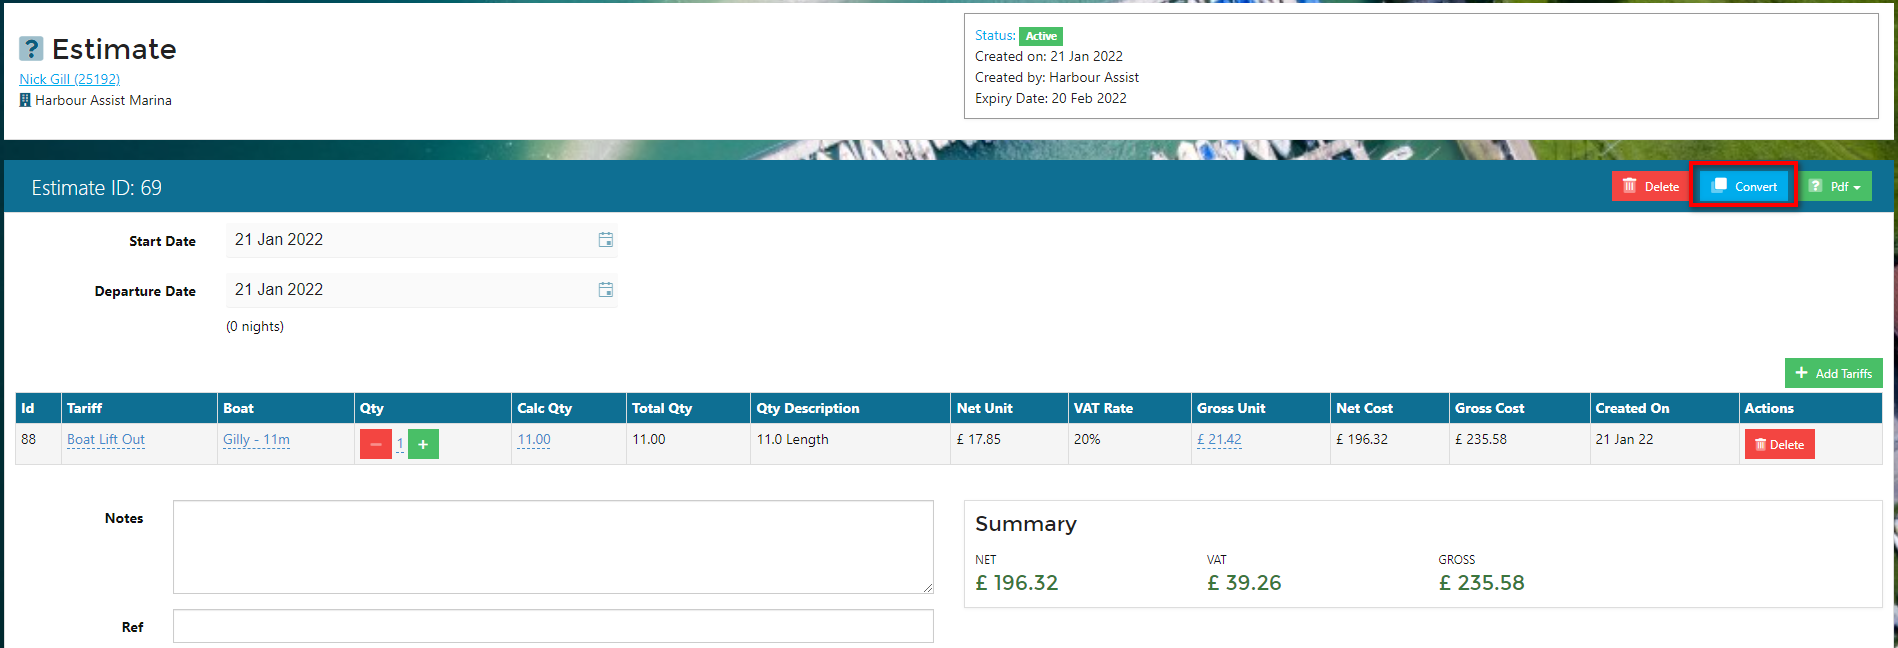 ? Estimate
Nick Gill (25192)
Harbour Assist Marina
Status: Active
Created on: 21 Jan 2022
Created by: Harbour Assist
Expiry Date: 20 Feb 2022
Estimate ID: 69
Delete
Convert
? Pdf
Start Date 21 Jan 2022
Departure Date 21 Jan 2022
(0 nights)
+ Add Tariffs
Id Tariff Boat Qty Calc Qty Total Qty Qty Description Net Unit VAT Rate Gross Unit Net Cost Gross Cost Created On Actions
88 Boat Lift Out Gilly - 11m − 1 + 11.00 11.00 11.0 Length £ 17.85 20% £ 21.42 £ 196.32 £ 235.58 21 Jan 22 Delete
Notes
Ref
Summary
NET VAT GROSS
£ 196.32 £ 39.26 £ 235.58